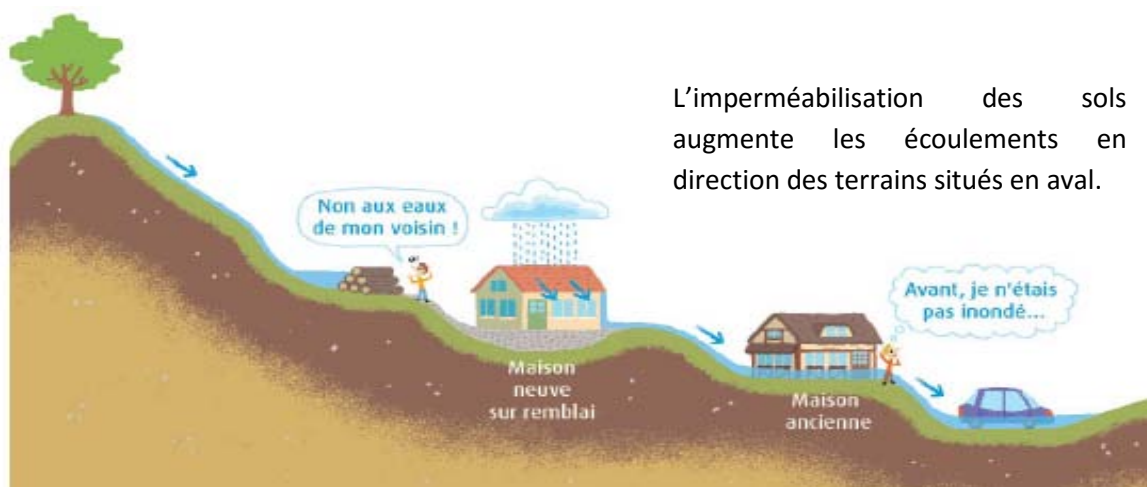 L'imperméabilisation des sols
augmente les écoulements en
direction des terrains situés en aval.
Non aux eaux
de mon voisin !
Avant, je n'étais
pas inondé...
Maison
neuve
sur remblai
Maison
ancienne